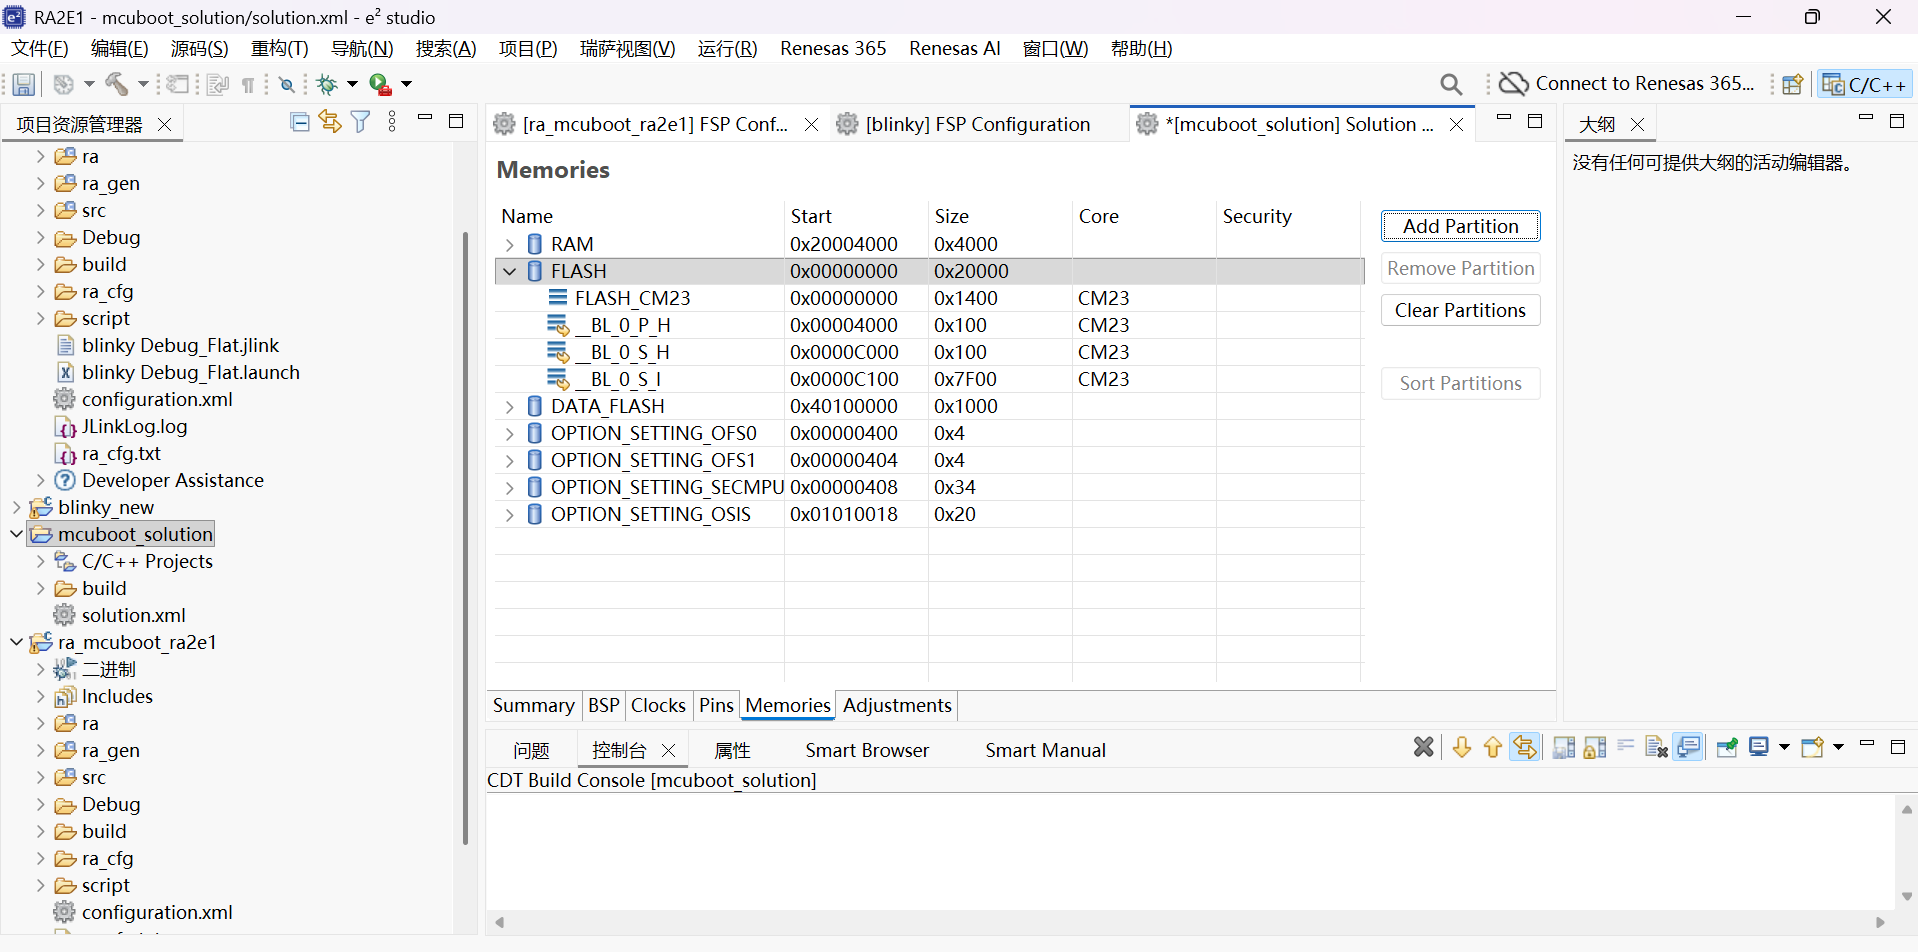 RA2E1 - mcuboot_solution/solution.xml - e² studio
文件(F) 编辑(E) 源码(S) 重构(T) 导航(N) 搜索(A) 项目(P) 瑞萨视图(V) 运行(R) Renesas 365 Renesas AI 窗口(W) 帮助(H)
Connect to Renesas 365... C/C++
项目资源管理器
ra
ra_gen
src
Debug
build
ra_cfg
script
blinky Debug_Flat.jlink
blinky Debug_Flat.launch
configuration.xml
JLinkLog.log
ra_cfg.txt
Developer Assistance
blinky_new
mcuboot_solution
C/C++ Projects
build
solution.xml
ra_mcuboot_ra2e1
二进制
Includes
ra
ra_gen
src
Debug
build
ra_cfg
script
configuration.xml
[ra_mcuboot_ra2e1] FSP Conf... [blinky] FSP Configuration *[mcuboot_solution] Solution ...
Memories
Name Start Size Core Security
RAM 0x20004000 0x4000
FLASH 0x00000000 0x20000
FLASH_CM23 0x00000000 0x1400 CM23
__BL_0_P_H 0x00004000 0x100 CM23
__BL_0_S_H 0x0000C000 0x100 CM23
__BL_0_S_I 0x0000C100 0x7F00 CM23
DATA_FLASH 0x40100000 0x1000
OPTION_SETTING_OFS0 0x00000400 0x4
OPTION_SETTING_OFS1 0x00000404 0x4
OPTION_SETTING_SECMPU 0x00000408 0x34
OPTION_SETTING_OSIS 0x01010018 0x20
Add Partition
Remove Partition
Clear Partitions
Sort Partitions
Summary BSP Clocks Pins Memories Adjustments
大纲
没有任何可提供大纲的活动编辑器。
问题 控制台 属性 Smart Browser Smart Manual
CDT Build Console [mcuboot_solution]